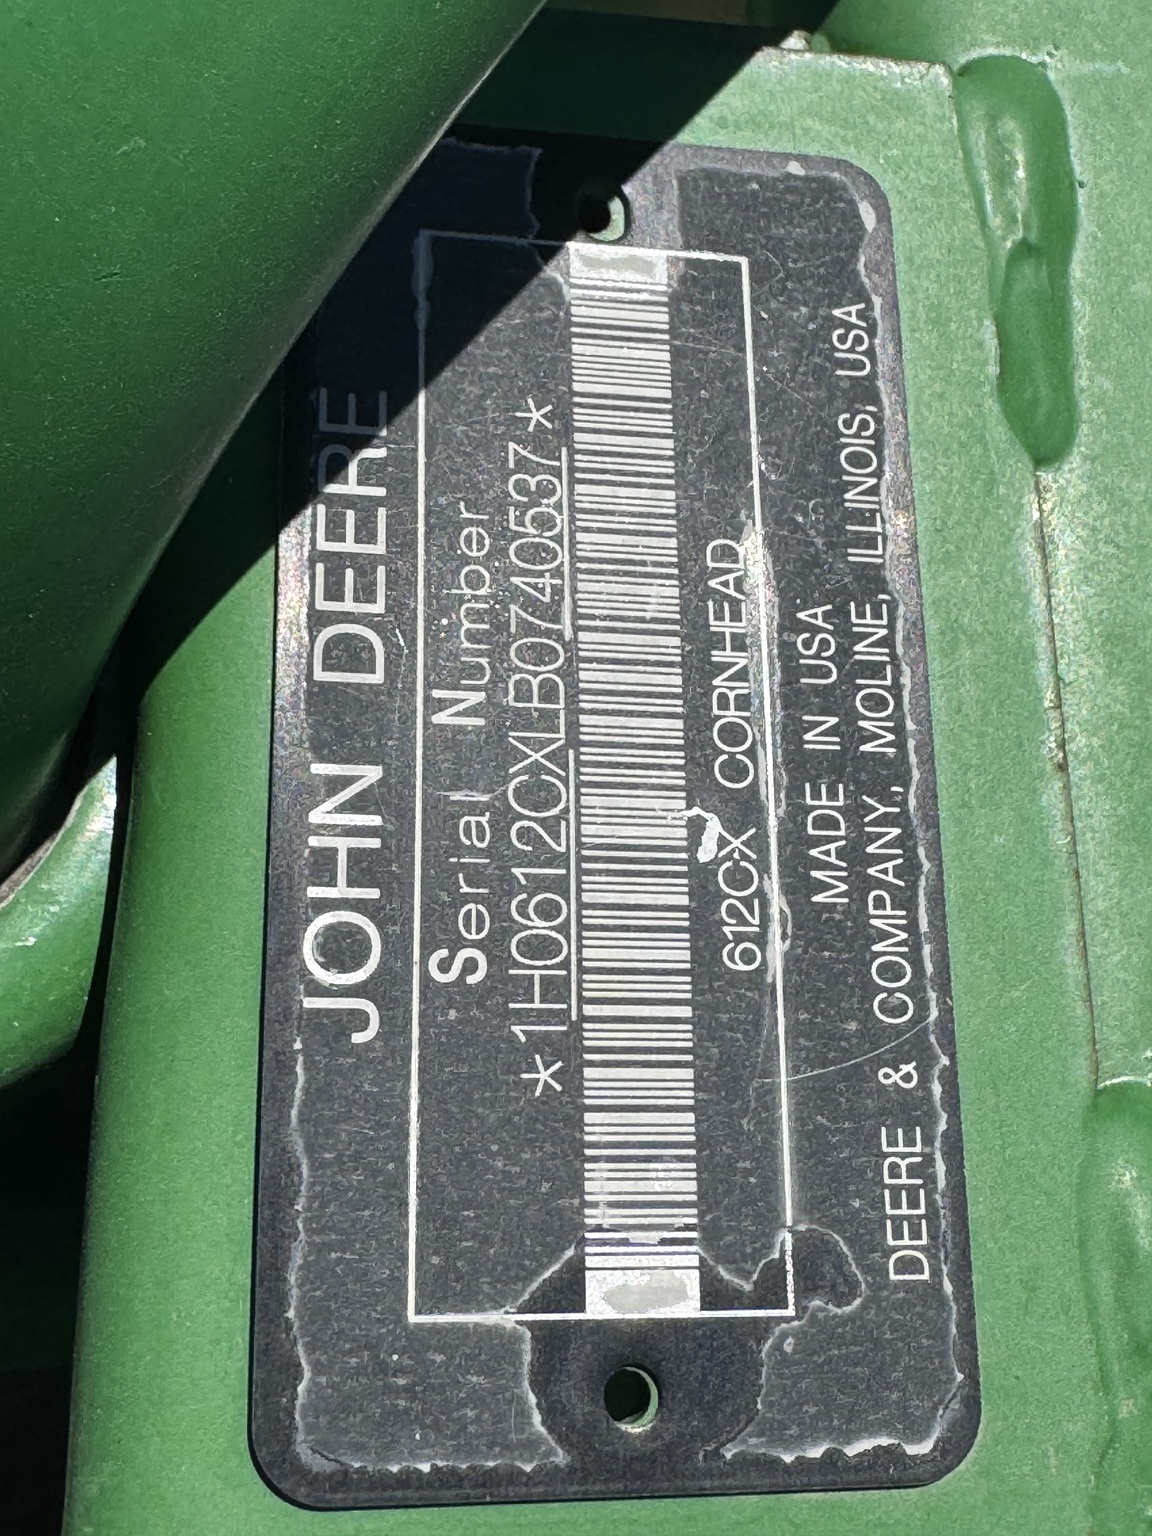 JOHN DEERE
Serial Number
*1H0612CXLB0740537*
612CX CORNHEAD
MADE IN USA
DEERE & COMPANY, MOLINE, ILLINOIS, USA